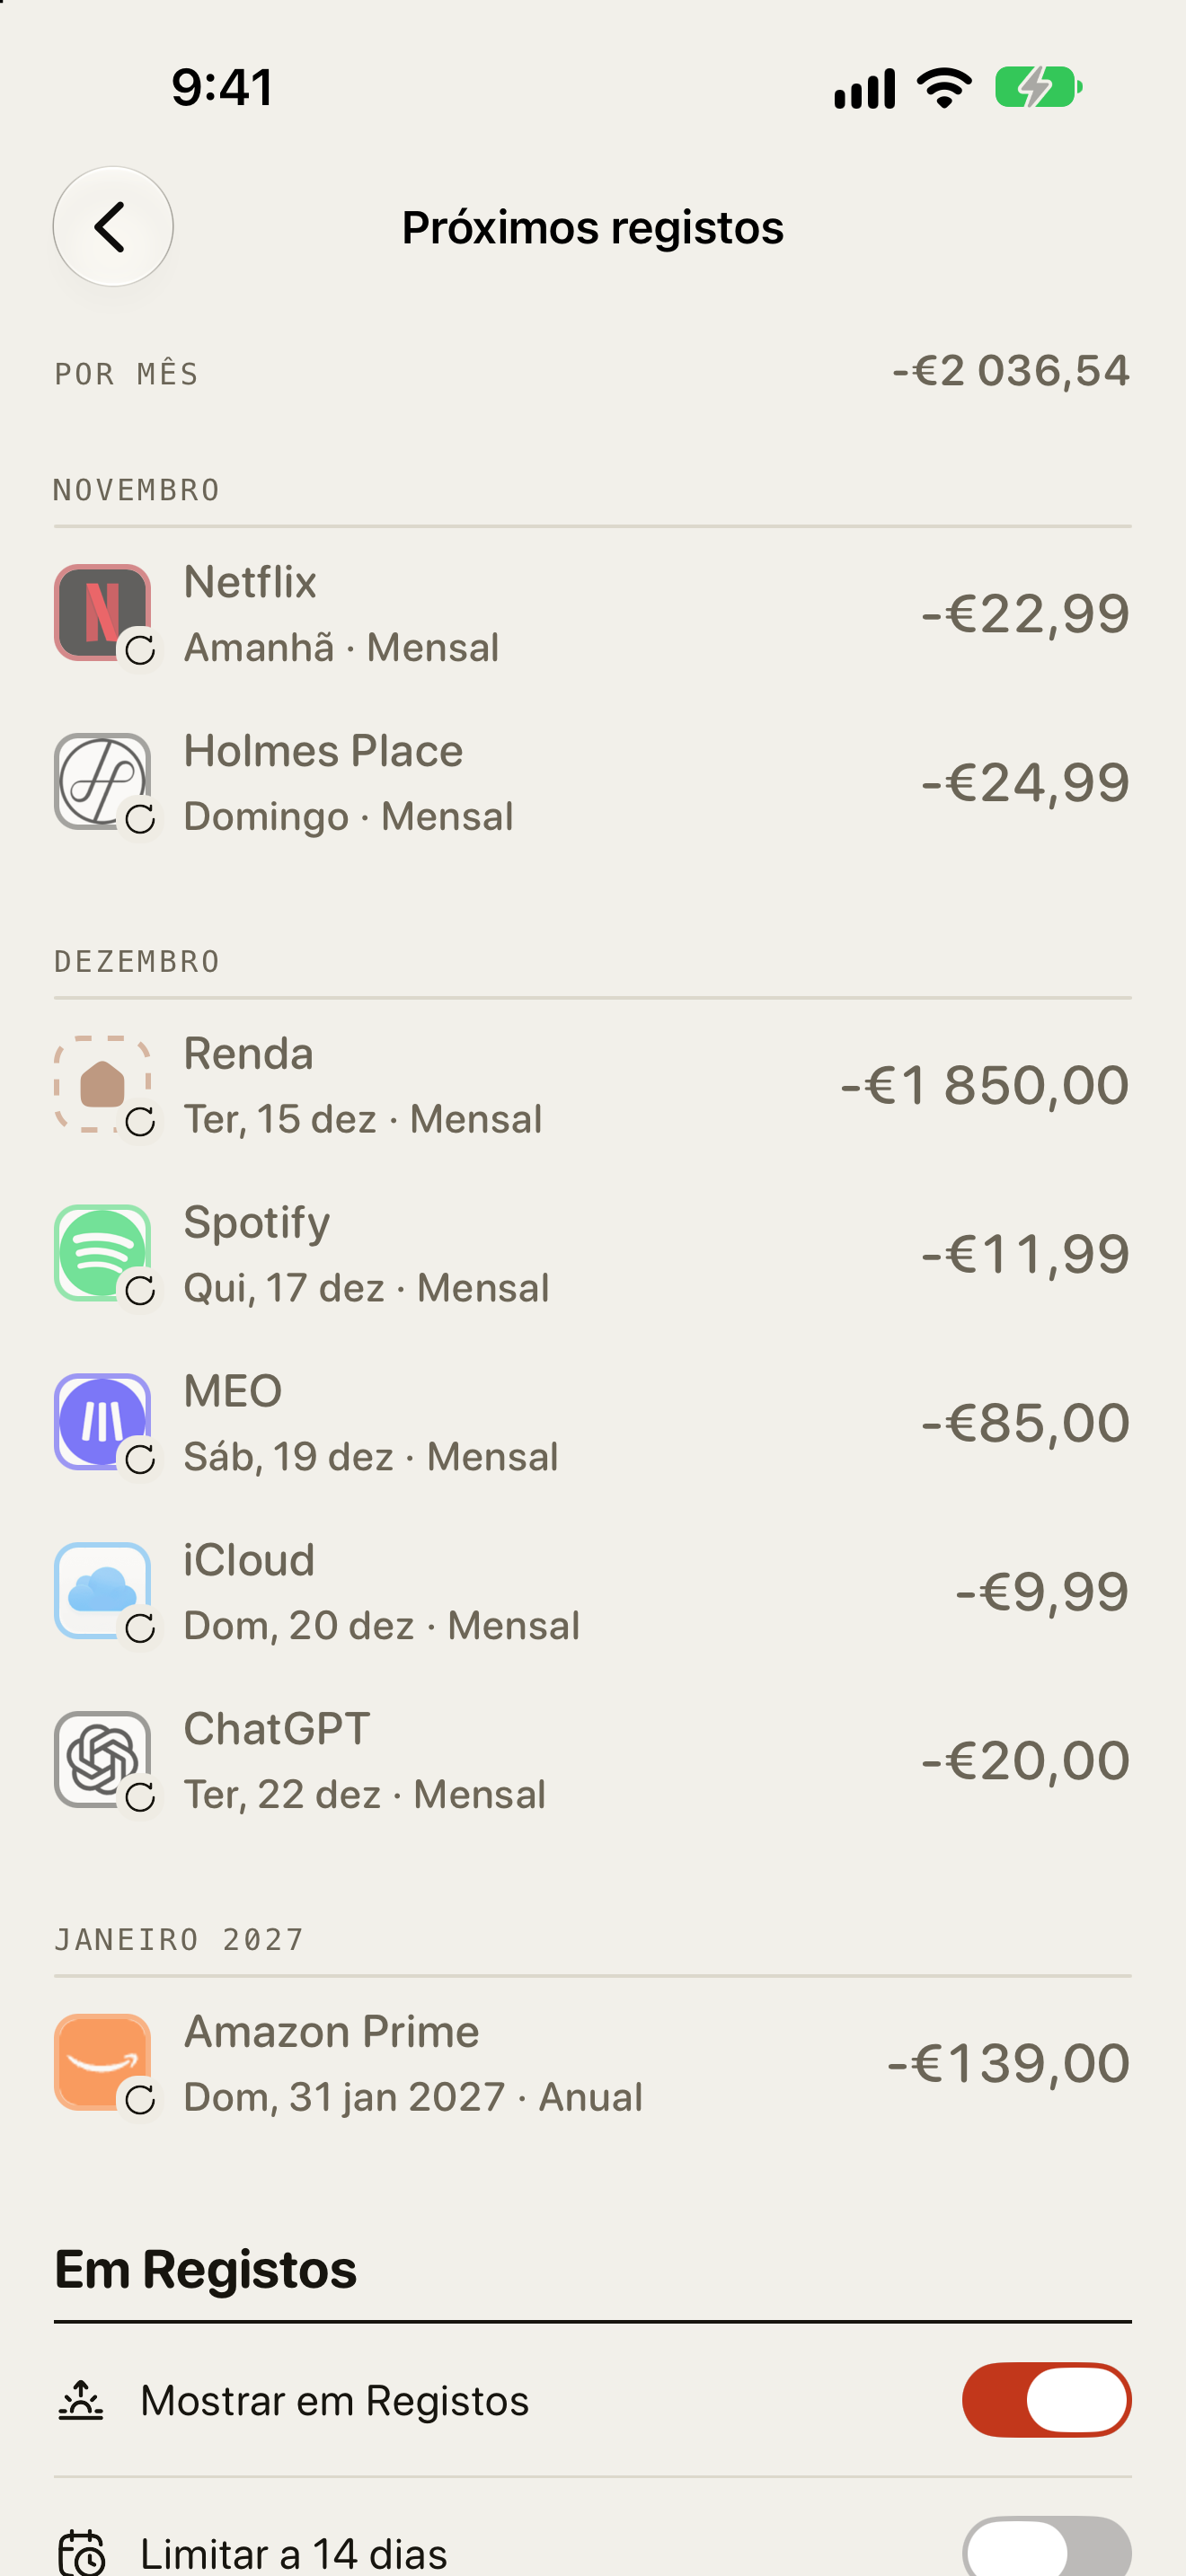 9:41
Próximos registos
POR MÊS -€2 036,54
NOVEMBRO
Netflix
Amanhã · Mensal
-€22,99
Holmes Place
Domingo · Mensal
-€24,99
DEZEMBRO
Renda
Ter, 15 dez · Mensal
-€1 850,00
Spotify
Qui, 17 dez · Mensal
-€11,99
MEO
Sáb, 19 dez · Mensal
-€85,00
iCloud
Dom, 20 dez · Mensal
-€9,99
ChatGPT
Ter, 22 dez · Mensal
-€20,00
JANEIRO 2027
Amazon Prime
Dom, 31 jan 2027 · Anual
-€139,00
Em Registos
Mostrar em Registos
Limitar a 14 dias